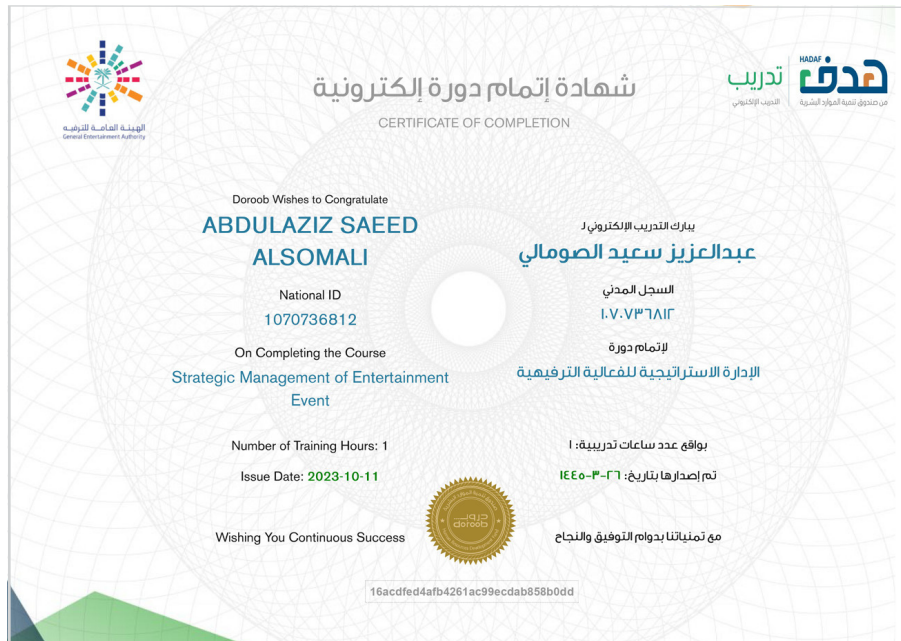 الهيئة العامة للترفيه
General Entertainment Authority
شهادة إتمام دورة إلكترونية
CERTIFICATE OF COMPLETION
تدريب
التدريب الإلكتروني
HADAF
هدف
من صندوق تنمية الموارد البشرية
Doroob Wishes to Congratulate
ABDULAZIZ SAEED
ALSOMALI
National ID
1070736812
On Completing the Course
Strategic Management of Entertainment
Event
Number of Training Hours: 1
Issue Date: 2023-10-11
Wishing You Continuous Success
يبارك التدريب الإلكتروني لـ
عبدالعزيز سعيد الصومالي
السجل المدني
١٠٧٠٧٣٦٨١٢
لإتمام دورة
الإدارة الاستراتيجية للفعالية الترفيهية
بواقع عدد ساعات تدريبية: ١
تم إصدارها بتاريخ: ٢٦-٣-١٤٤٥
مع تمنياتنا بدوام التوفيق والنجاح
دروب
doroob
16acdfed4afb4261ac99ecdab858b0dd